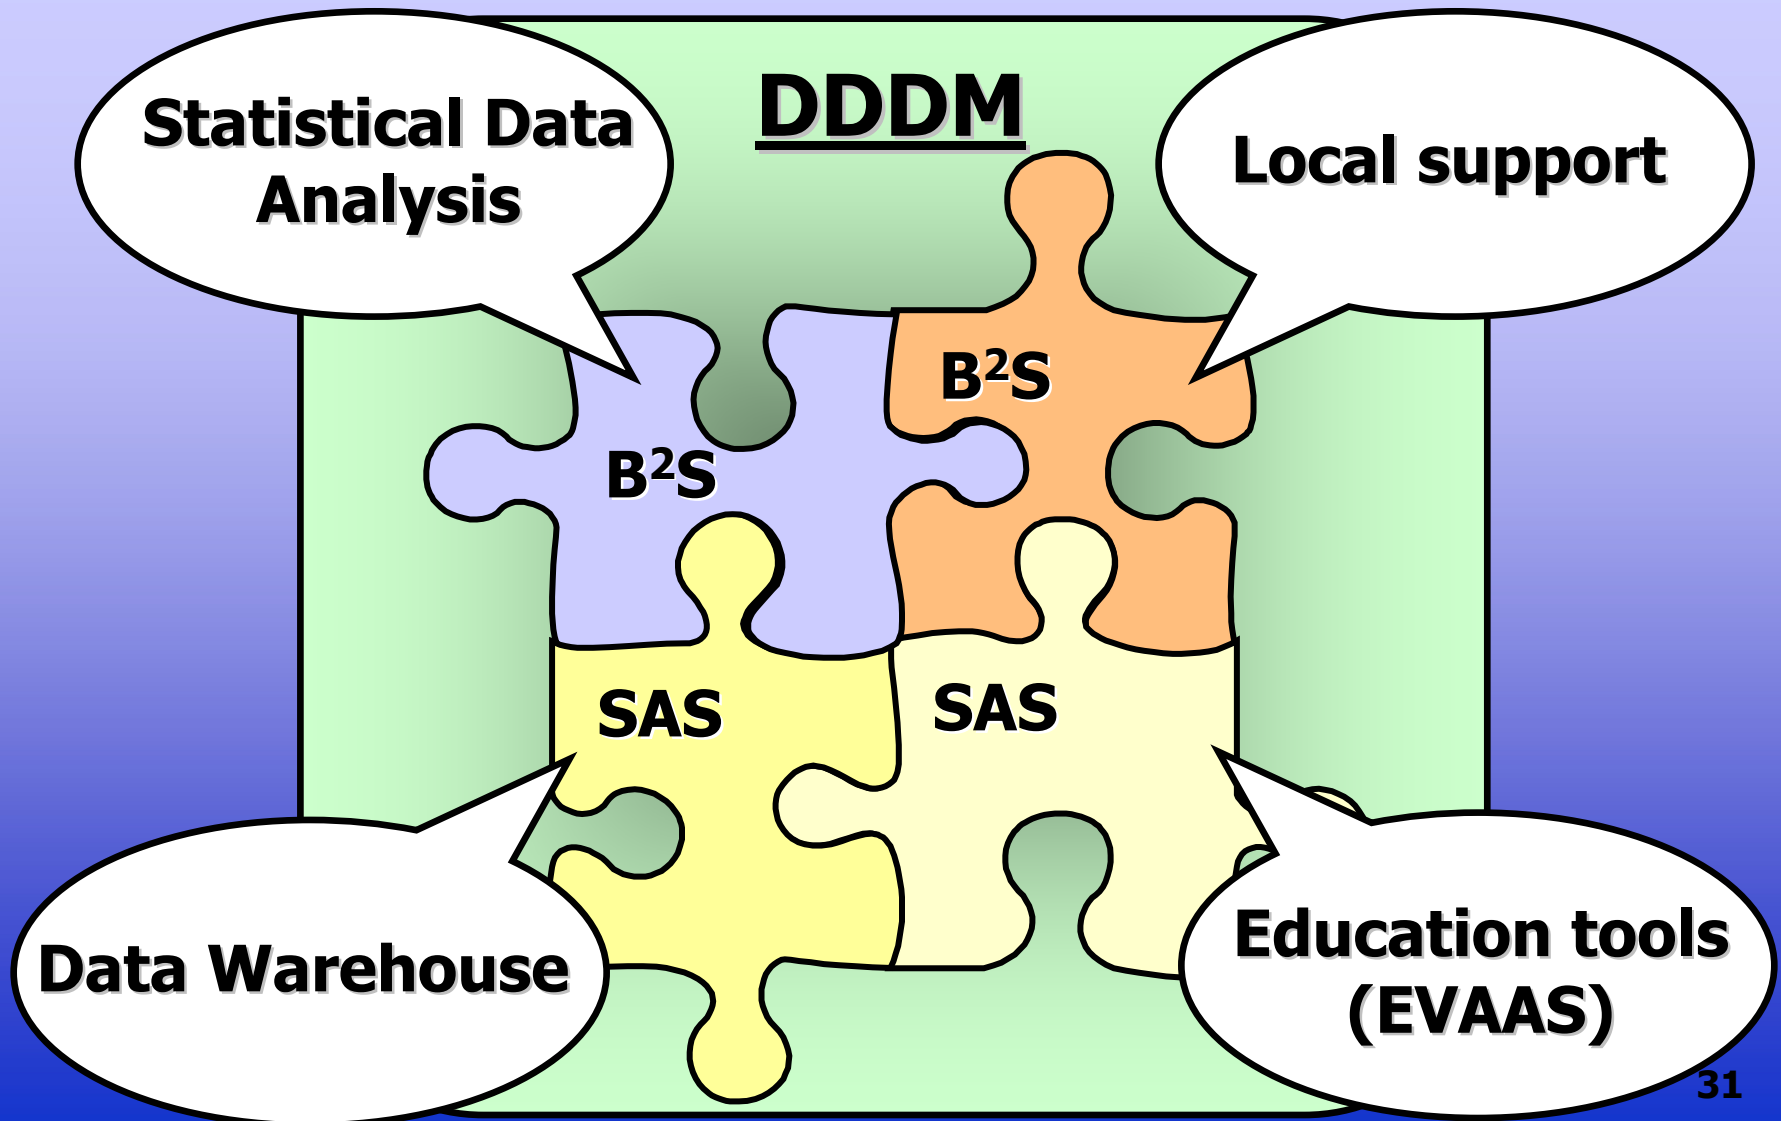 DDDM
Statistical Data
Analysis
Local support
B²S
B²S
SAS
SAS
Data Warehouse
Education tools
(EVAAS)
31